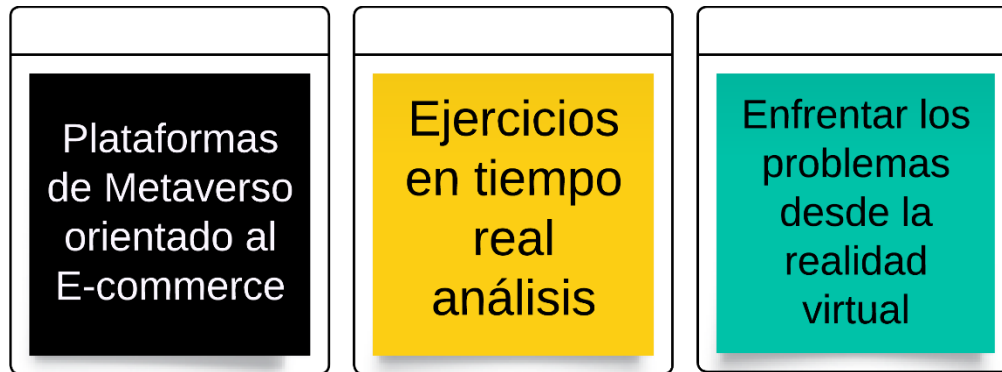 Plataformas
de Metaverso
orientado al
E-commerce
Ejercicios
en tiempo
real
análisis
Enfrentar los
problemas
desde la
realidad
virtual